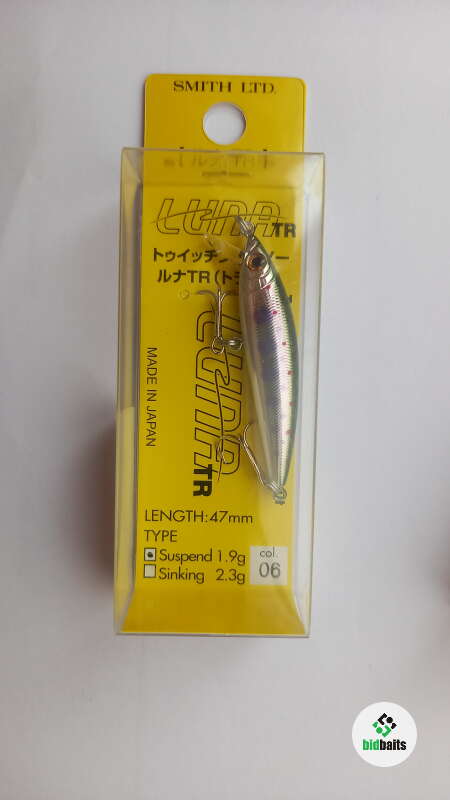 SMITH LTD.
LUNA TR
トゥイッチン
ルナTR(ト
LUNA TR
MADE IN JAPAN
LENGTH:47mm
TYPE
Suspend 1.9g
Sinking 2.3g
col.
06
bidbaits